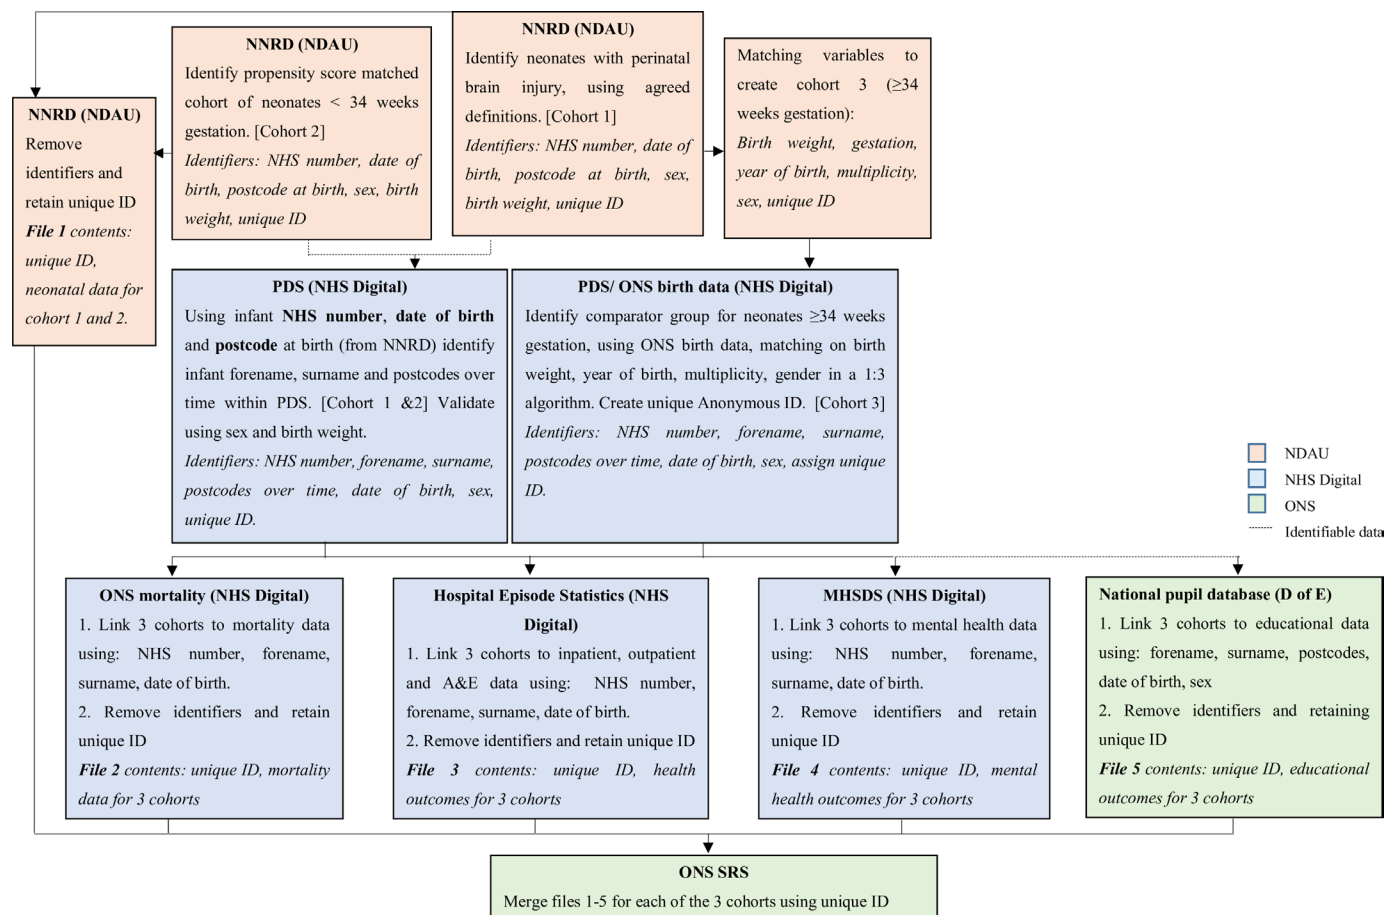 NNRD (NDAU)
Remove
identifiers and
retain unique ID
File 1 contents:
unique ID,
neonatal data for
cohort 1 and 2.
NNRD (NDAU)
Identify propensity score matched
cohort of neonates < 34 weeks
gestation. [Cohort 2]
Identifiers: NHS number, date of
birth, postcode at birth, sex, birth
weight, unique ID
NNRD (NDAU)
Identify neonates with perinatal
brain injury, using agreed
definitions. [Cohort 1]
Identifiers: NHS number, date of
birth, postcode at birth, sex,
birth weight, unique ID
Matching variables to
create cohort 3 (≥34
weeks gestation):
Birth weight, gestation,
year of birth, multiplicity,
sex, unique ID
PDS (NHS Digital)
Using infant NHS number, date of birth
and postcode at birth (from NNRD) identify
infant forename, surname and postcodes over
time within PDS. [Cohort 1 &2] Validate
using sex and birth weight.
Identifiers: NHS number, forename, surname,
postcodes over time, date of birth, sex,
unique ID.
PDS/ ONS birth data (NHS Digital)
Identify comparator group for neonates ≥34 weeks
gestation, using ONS birth data, matching on birth
weight, year of birth, multiplicity, gender in a 1:3
algorithm. Create unique Anonymous ID. [Cohort 3]
Identifiers: NHS number, forename, surname,
postcodes over time, date of birth, sex, assign unique
ID.
NDAU
NHS Digital
ONS
Identifiable data
ONS mortality (NHS Digital)
1. Link 3 cohorts to mortality data
using: NHS number, forename,
surname, date of birth.
2. Remove identifiers and retain
unique ID
File 2 contents: unique ID, mortality
data for 3 cohorts
Hospital Episode Statistics (NHS
Digital)
1. Link 3 cohorts to inpatient, outpatient
and A&E data using: NHS number,
forename, surname, date of birth.
2. Remove identifiers and retain unique ID
File 3 contents: unique ID, health
outcomes for 3 cohorts
MHSDS (NHS Digital)
1. Link 3 cohorts to mental health data
using: NHS number, forename,
surname, date of birth.
2. Remove identifiers and retain
unique ID
File 4 contents: unique ID, mental
health outcomes for 3 cohorts
National pupil database (D of E)
1. Link 3 cohorts to educational data
using: forename, surname, postcodes,
date of birth, sex
2. Remove identifiers and retaining
unique ID
File 5 contents: unique ID, educational
outcomes for 3 cohorts
ONS SRS
Merge files 1-5 for each of the 3 cohorts using unique ID